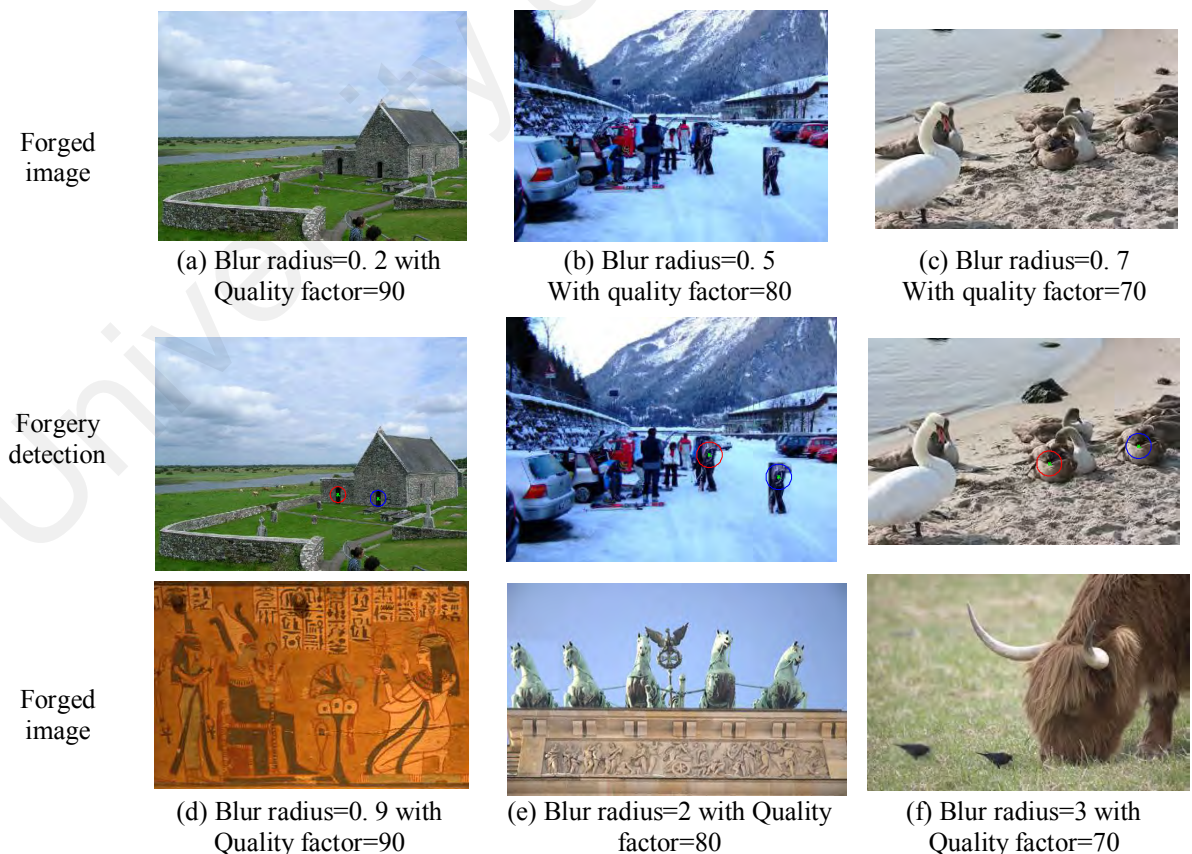 University
Forged
image
(a) Blur radius=0. 2 with
Quality factor=90
(b) Blur radius=0. 5
With quality factor=80
(c) Blur radius=0. 7
With quality factor=70
Forgery
detection
Forged
image
(d) Blur radius=0. 9 with
Quality factor=90
(e) Blur radius=2 with Quality
factor=80
(f) Blur radius=3 with
Quality factor=70